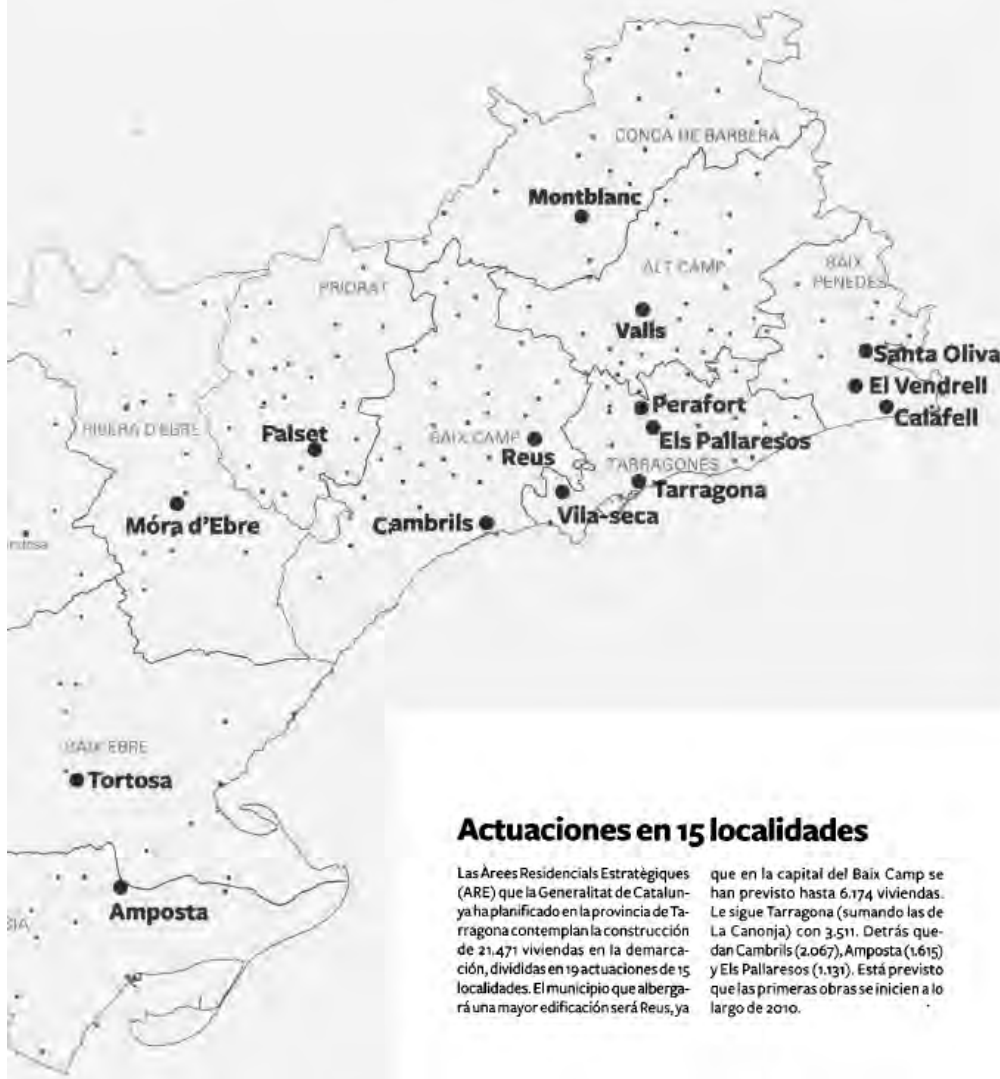 CONCA DE BARBERA
Montblanc
ALT CAMP
BAIX
PENEDES
PRIORAT
Valls
Santa Oliva
El Vendrell
Calafell
Perafort
Els Pallaresos
RIBERA D'EBRE
Falset
BAIX CAMP
Reus
TARRAGONES
Tarragona
Vila-seca
Móra d'Ebre
Cambrils
BAIX EBRE
Tortosa
Amposta
Actuaciones en 15 localidades
Las Àrees Residencials Estratègiques
(ARE) que la Generalitat de Catalun-
ya ha planificado en la provincia de Ta-
rragona contemplan la construcción
de 21.471 viviendas en la demarca-
ción, divididas en 19 actuaciones de 15
localidades. El municipio que alberga-
rá una mayor edificación será Reus, ya
que en la capital del Baix Camp se
han previsto hasta 6.174 viviendas.
Le sigue Tarragona (sumando las de
La Canonja) con 3.511. Detrás que-
dan Cambrils (2.067), Amposta (1.615)
y Els Pallaresos (1.131). Está previsto
que las primeras obras se inicien a lo
largo de 2010.